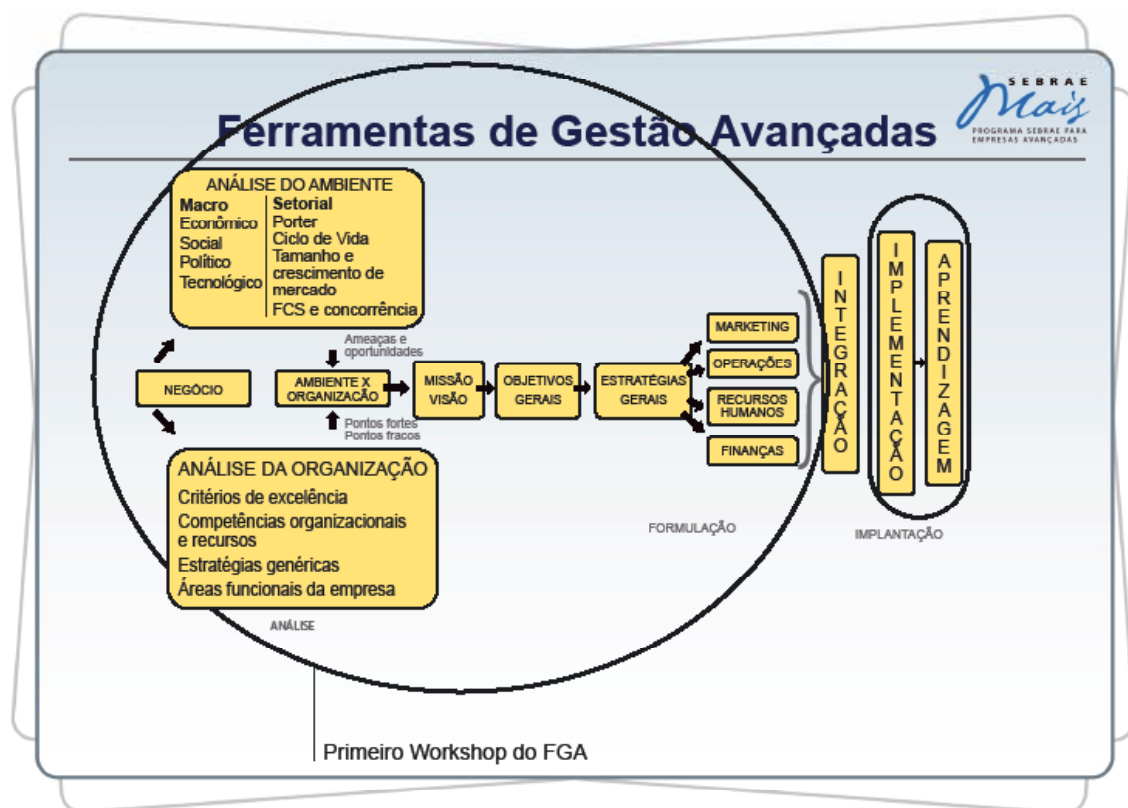 SEBRAE
Mais
PROGRAMA SEBRAE PARA
EMPRESAS AVANÇADAS
Ferramentas de Gestão Avançadas
ANÁLISE DO AMBIENTE
Macro
Econômico
Social
Político
Tecnológico
Setorial
Porter
Ciclo de Vida
Tamanho e
crescimento de
mercado
FCS e concorrência
Ameaças e
oportunidades
NEGÓCIO
AMBIENTE X
ORGANIZAÇÃO
Pontos fortes
Pontos fracos
MISSÃO
VISÃO
OBJETIVOS
GERAIS
ESTRATÉGIAS
GERAIS
MARKETING
OPERAÇÕES
RECURSOS
HUMANOS
FINANÇAS
INTEGRAÇÃO
IMPLEMENTAÇÃO
APRENDIZAGEM
ANÁLISE DA ORGANIZAÇÃO
Critérios de excelência
Competências organizacionais
e recursos
Estratégias genéricas
Áreas funcionais da empresa
ANÁLISE
FORMULAÇÃO
IMPLANTAÇÃO
Primeiro Workshop do FGA